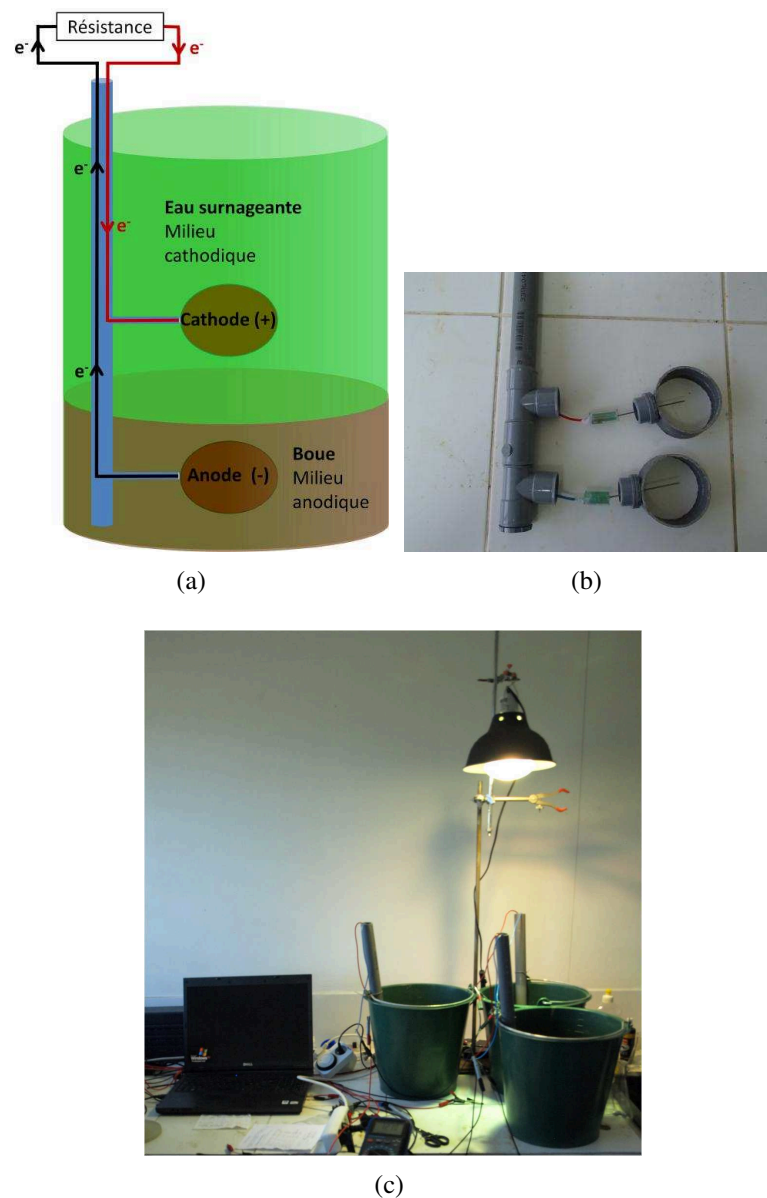 Résistance
e-
e-
e-
e-
Eau surnageante
Milieu
cathodique
Cathode (+)
e-
Boue
Milieu
anodique
Anode (-)
(a)
(b)
(c)